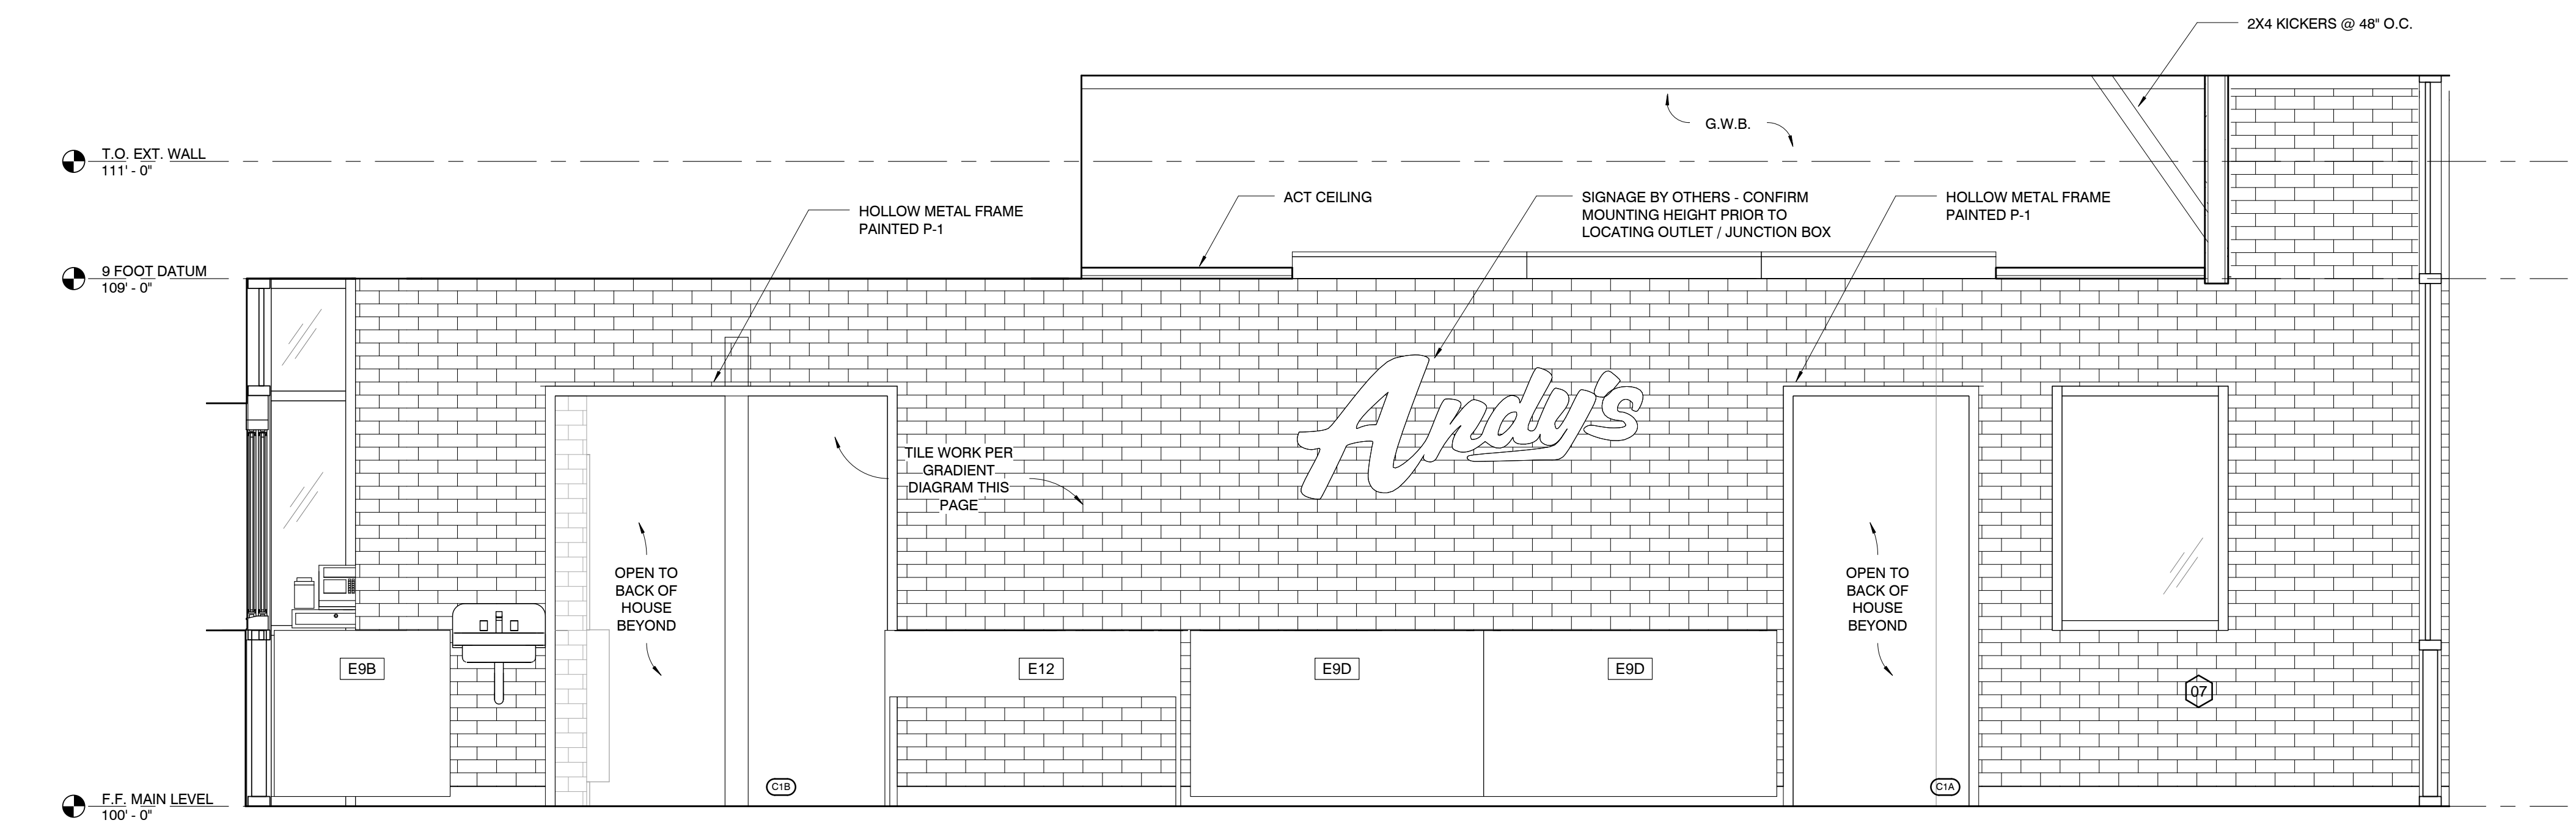 2X4 KICKERS @ 48" O.C.
G.W.B.
T.O. EXT. WALL
111' - 0"
HOLLOW METAL FRAME
PAINTED P-1
ACT CEILING
SIGNAGE BY OTHERS - CONFIRM
MOUNTING HEIGHT PRIOR TO
LOCATING OUTLET / JUNCTION BOX
HOLLOW METAL FRAME
PAINTED P-1
9 FOOT DATUM
109' - 0"
Andy's
TILE WORK PER
GRADIENT
DIAGRAM THIS
PAGE
OPEN TO
BACK OF
HOUSE
BEYOND
OPEN TO
BACK OF
HOUSE
BEYOND
E9B
E12
E9D
E9D
07
C1B
C1A
F.F. MAIN LEVEL
100' - 0"